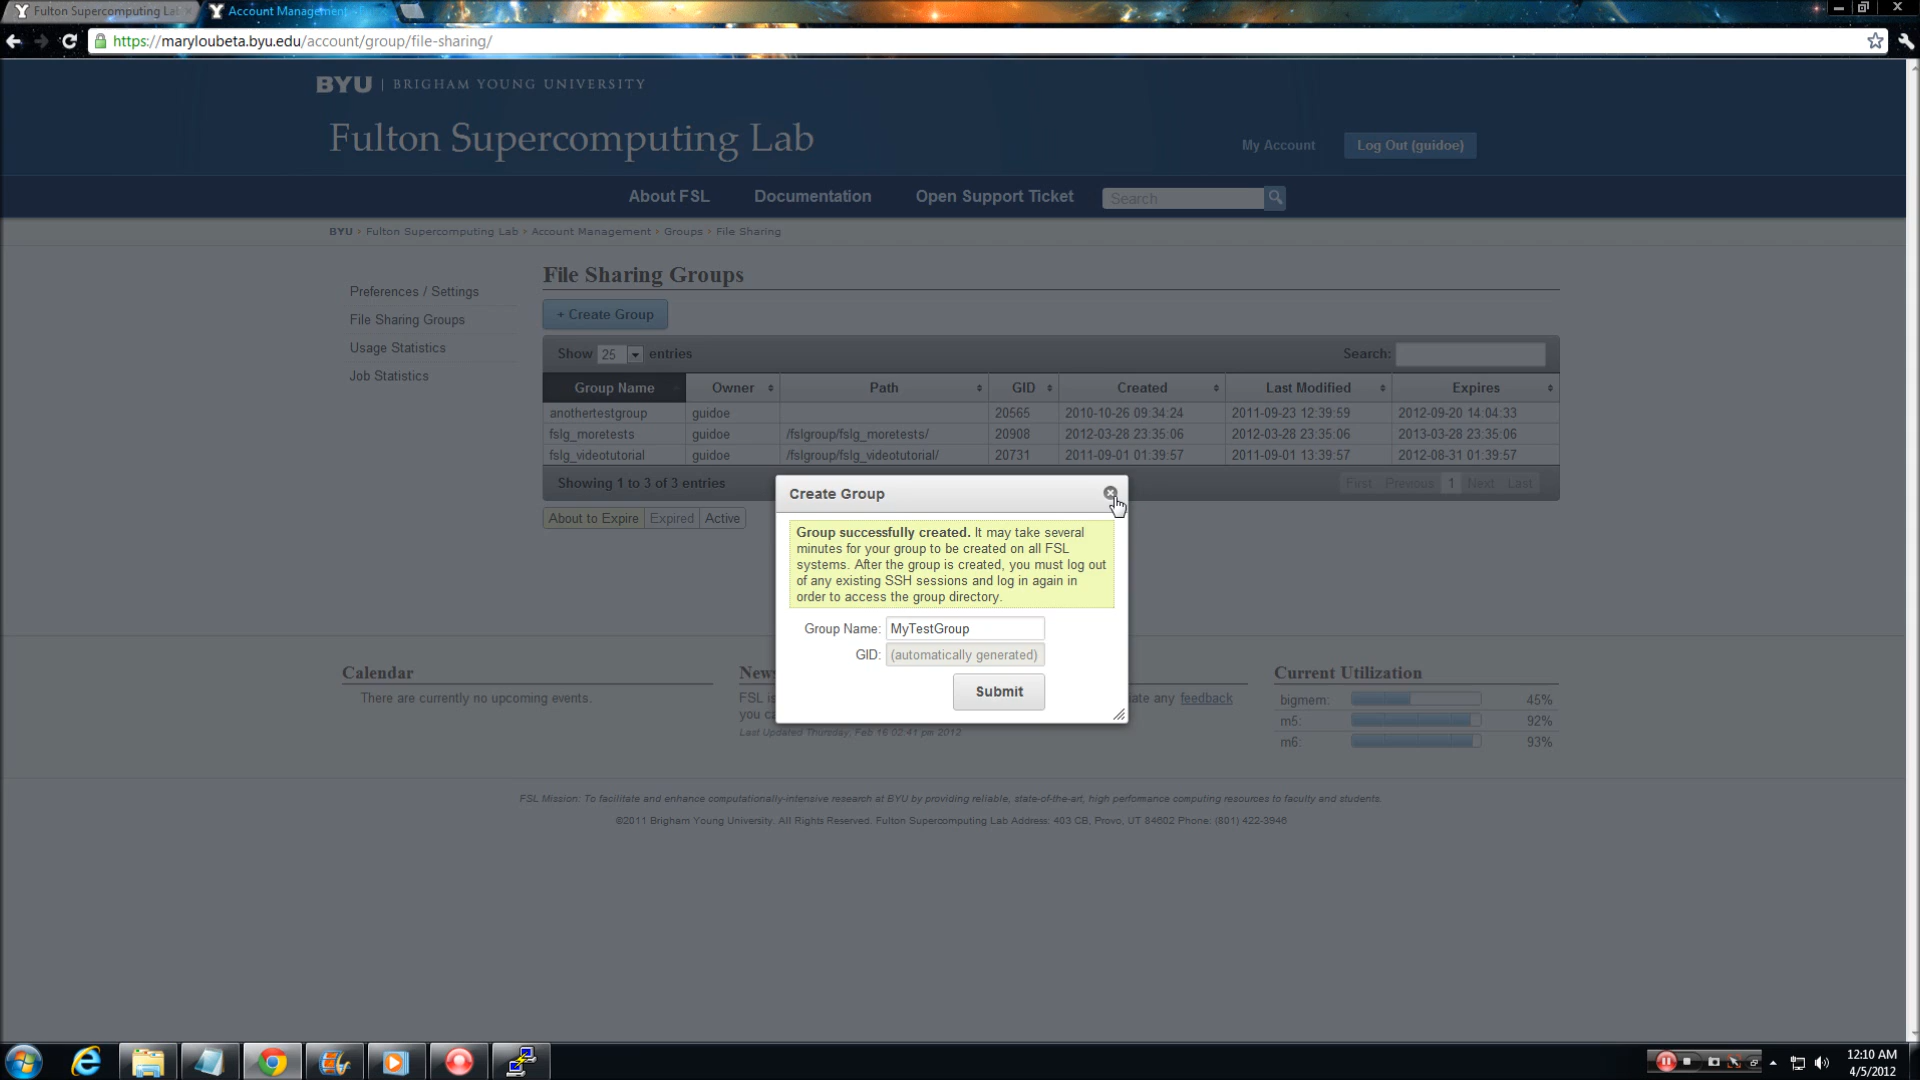 Fulton Supercomputing La
Account Management
https://maryloubeta.byu.edu/account/group/file-sharing/
BYU | BRIGHAM YOUNG UNIVERSITY
Fulton Supercomputing Lab
My Account
Log Out (guidoe)
About FSL
Documentation
Open Support Ticket
Search
BYU > Fulton Supercomputing Lab > Account Management > Groups > File Sharing
Preferences / Settings
File Sharing Groups
Usage Statistics
Job Statistics
File Sharing Groups
+ Create Group
Show 25 entries
Search:
Group Name Owner Path GID Created Last Modified Expires
anothertestgroup guidoe 20565 2010-10-26 09:34:24 2011-09-23 12:39:59 2012-09-20 14:04:33
fslg_moretests guidoe /fslgroup/fslg_moretests/ 20908 2012-03-28 23:35:06 2012-03-28 23:35:06 2013-03-28 23:35:06
fslg_videotutorial guidoe /fslgroup/fslg_videotutorial/ 20731 2011-09-01 01:39:57 2011-09-01 13:39:57 2012-08-31 01:39:57
Showing 1 to 3 of 3 entries
First Previous 1 Next Last
About to Expire Expired Active
Create Group
Group successfully created. It may take several
minutes for your group to be created on all FSL
systems. After the group is created, you must log out
of any existing SSH sessions and log in again in
order to access the group directory.
Group Name: MyTestGroup
GID: (automatically generated)
Submit
Calendar
There are currently no upcoming events.
New
FSL is
iate any feedback
you ca
Last Updated Thursday, Feb 16 02:41 pm 2012
Current Utilization
bigmem: 45%
m5: 92%
m6: 93%
FSL Mission: To facilitate and enhance computationally-intensive research at BYU by providing reliable, state-of-the-art, high performance computing resources to faculty and students.
©2011 Brigham Young University. All Rights Reserved. Fulton Supercomputing Lab Address: 403 CB, Provo, UT 84602 Phone: (801) 422-3946
12:10 AM
4/5/2012